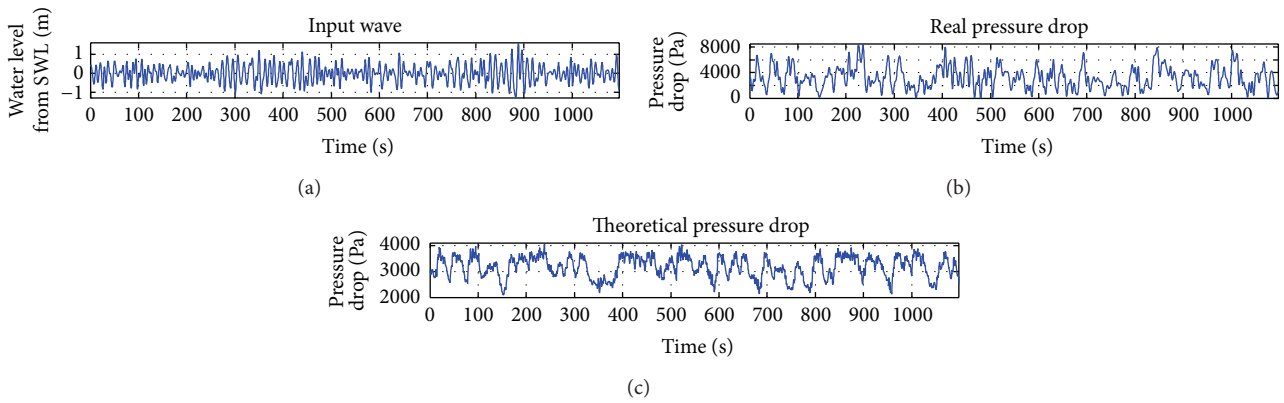 Input wave
Water level
from SWL (m)
1
0
−1
0 100 200 300 400 500 600 700 800 900 1000
Time (s)
(a)
Real pressure drop
Pressure
drop (Pa)
8000
4000
0
0 100 200 300 400 500 600 700 800 900 1000
Time (s)
(b)
Theoretical pressure drop
Pressure
drop (Pa)
4000
3000
2000
0 100 200 300 400 500 600 700 800 900 1000
Time (s)
(c)